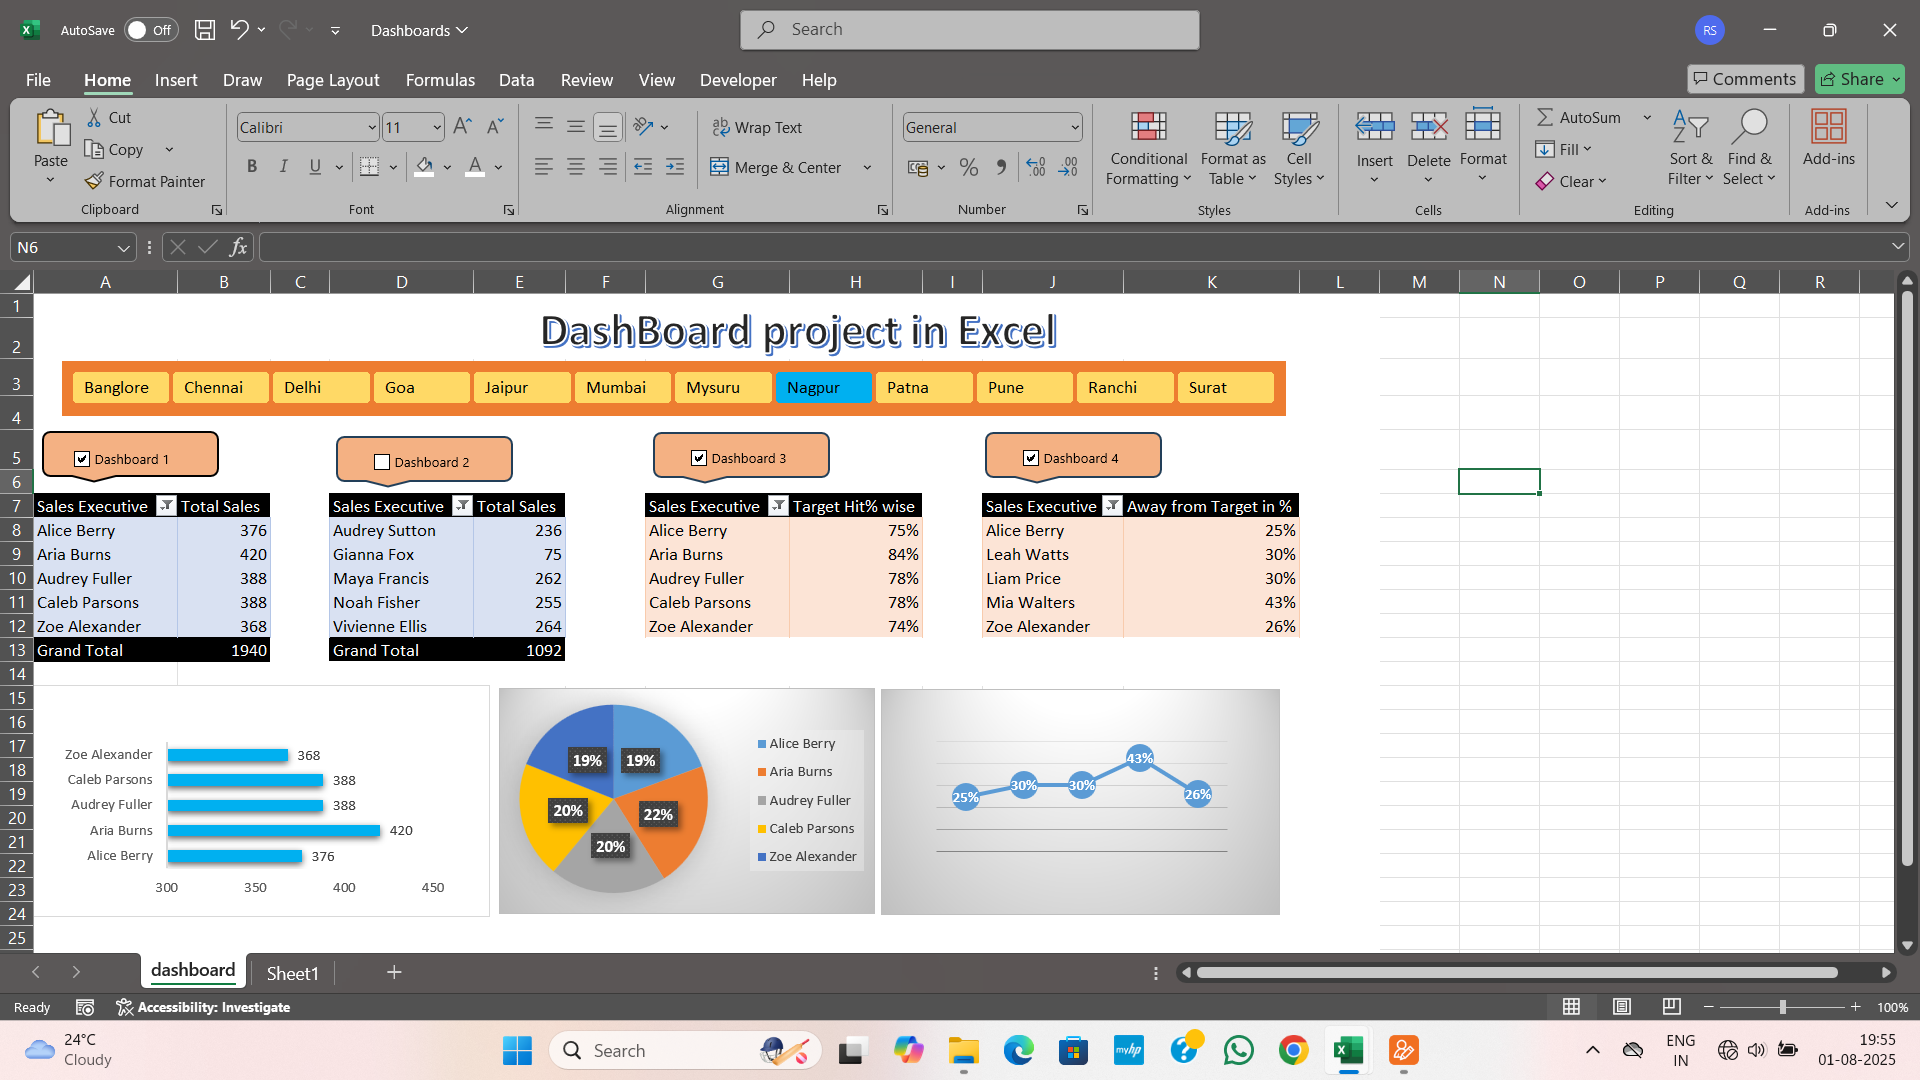 AutoSave Off Dashboards Search RS
File Home Insert Draw Page Layout Formulas Data Review View Developer Help Comments Share
Paste Cut Copy Format Painter Clipboard
Calibri 11 B I U A Font
Wrap Text Merge & Center Alignment
General % Number
Conditional Formatting Format as Table Cell Styles Styles
Insert Delete Format Cells
AutoSum Fill Clear Sort & Filter Find & Select Editing
Add-ins Add-ins
N6 fx
A B C D E F G H I J K L M N O P Q R
1
2
3
4
5
6
7
8
9
10
11
12
13
14
15
16
17
18
19
20
21
22
23
24
25
DashBoard project in Excel
Banglore Chennai Delhi Goa Jaipur Mumbai Mysuru Nagpur Patna Pune Ranchi Surat
Dashboard 1 Dashboard 2 Dashboard 3 Dashboard 4
Sales Executive Total Sales Sales Executive Total Sales Sales Executive Target Hit% wise Sales Executive Away from Target in %
Alice Berry 376 Audrey Sutton 236 Alice Berry 75% Alice Berry 25%
Aria Burns 420 Gianna Fox 75 Aria Burns 84% Leah Watts 30%
Audrey Fuller 388 Maya Francis 262 Audrey Fuller 78% Liam Price 30%
Caleb Parsons 388 Noah Fisher 255 Caleb Parsons 78% Mia Walters 43%
Zoe Alexander 368 Vivienne Ellis 264 Zoe Alexander 74% Zoe Alexander 26%
Grand Total 1940 Grand Total 1092
Zoe Alexander 368
Caleb Parsons 388
Audrey Fuller 388
Aria Burns 420
Alice Berry 376
300 350 400 450
19% 19%
20% 22%
20%
Alice Berry
Aria Burns
Audrey Fuller
Caleb Parsons
Zoe Alexander
25% 30% 30% 43% 26%
dashboard Sheet1
Ready Accessibility: Investigate 100%
24°C
Cloudy
Search
myhp
ENG
IN
19:55
01-08-2025